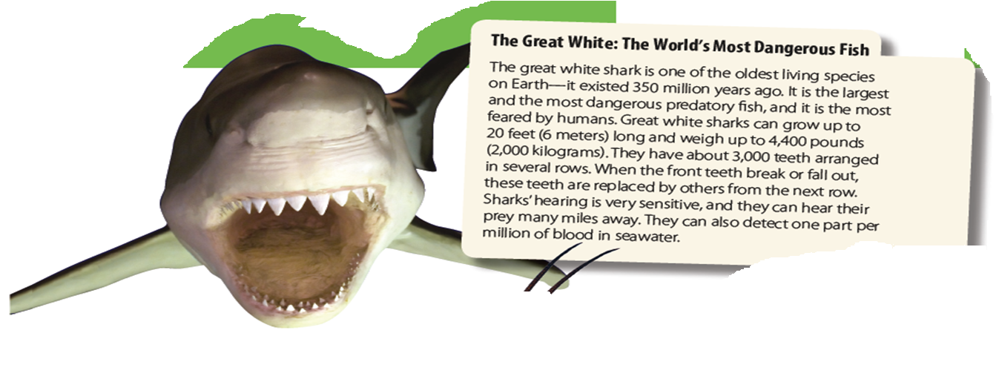 The Great White: The World's Most Dangerous Fish
The great white shark is one of the oldest living species
on Earth—it existed 350 million years ago. It is the largest
and the most dangerous predatory fish, and it is the most
feared by humans. Great white sharks can grow up to
20 feet (6 meters) long and weigh up to 4,400 pounds
(2,000 kilograms). They have about 3,000 teeth arranged
in several rows. When the front teeth break or fall out,
these teeth are replaced by others from the next row.
Sharks' hearing is very sensitive, and they can hear their
prey many miles away. They can also detect one part per
million of blood in seawater.